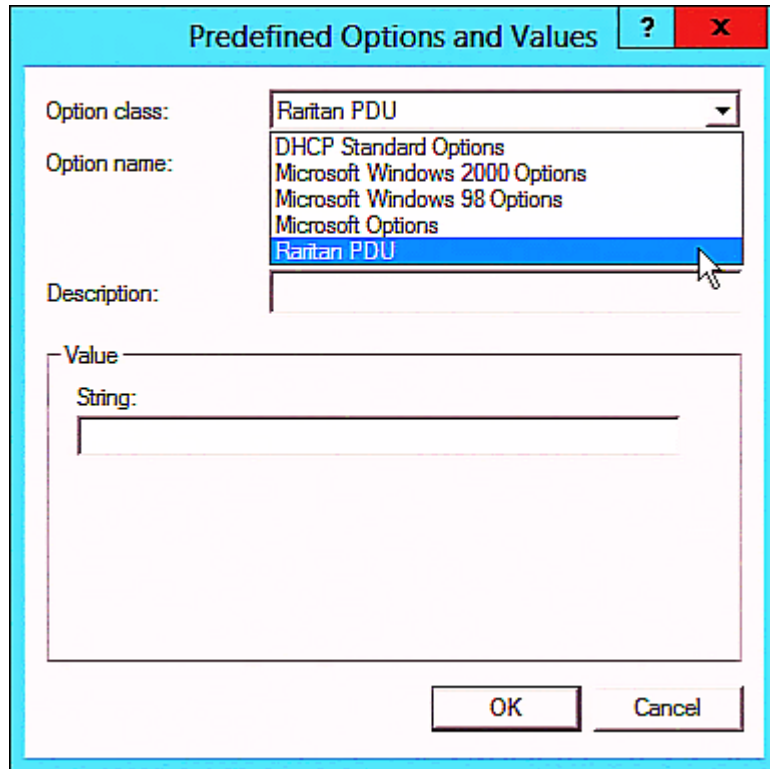 Predefined Options and Values
?
x
Option class:
Raritan PDU
Option name:
DHCP Standard Options
Microsoft Windows 2000 Options
Microsoft Windows 98 Options
Microsoft Options
Raritan PDU
Description:
Value
String:
OK
Cancel